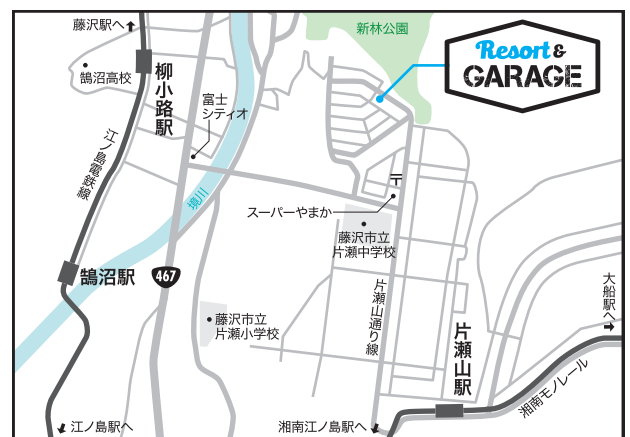 藤沢駅へ
新林公園
Resort &
GARAGE
鵠沼高校
柳小路駅
富士
シティオ
江ノ島電鉄線
境川
〒
スーパーやまか
藤沢市立
片瀬中学校
鵠沼駅
467
片瀬山通り線
大船駅へ
藤沢市立
片瀬小学校
片瀬山駅
湘南モノレール
江ノ島駅へ
湘南江ノ島駅へ